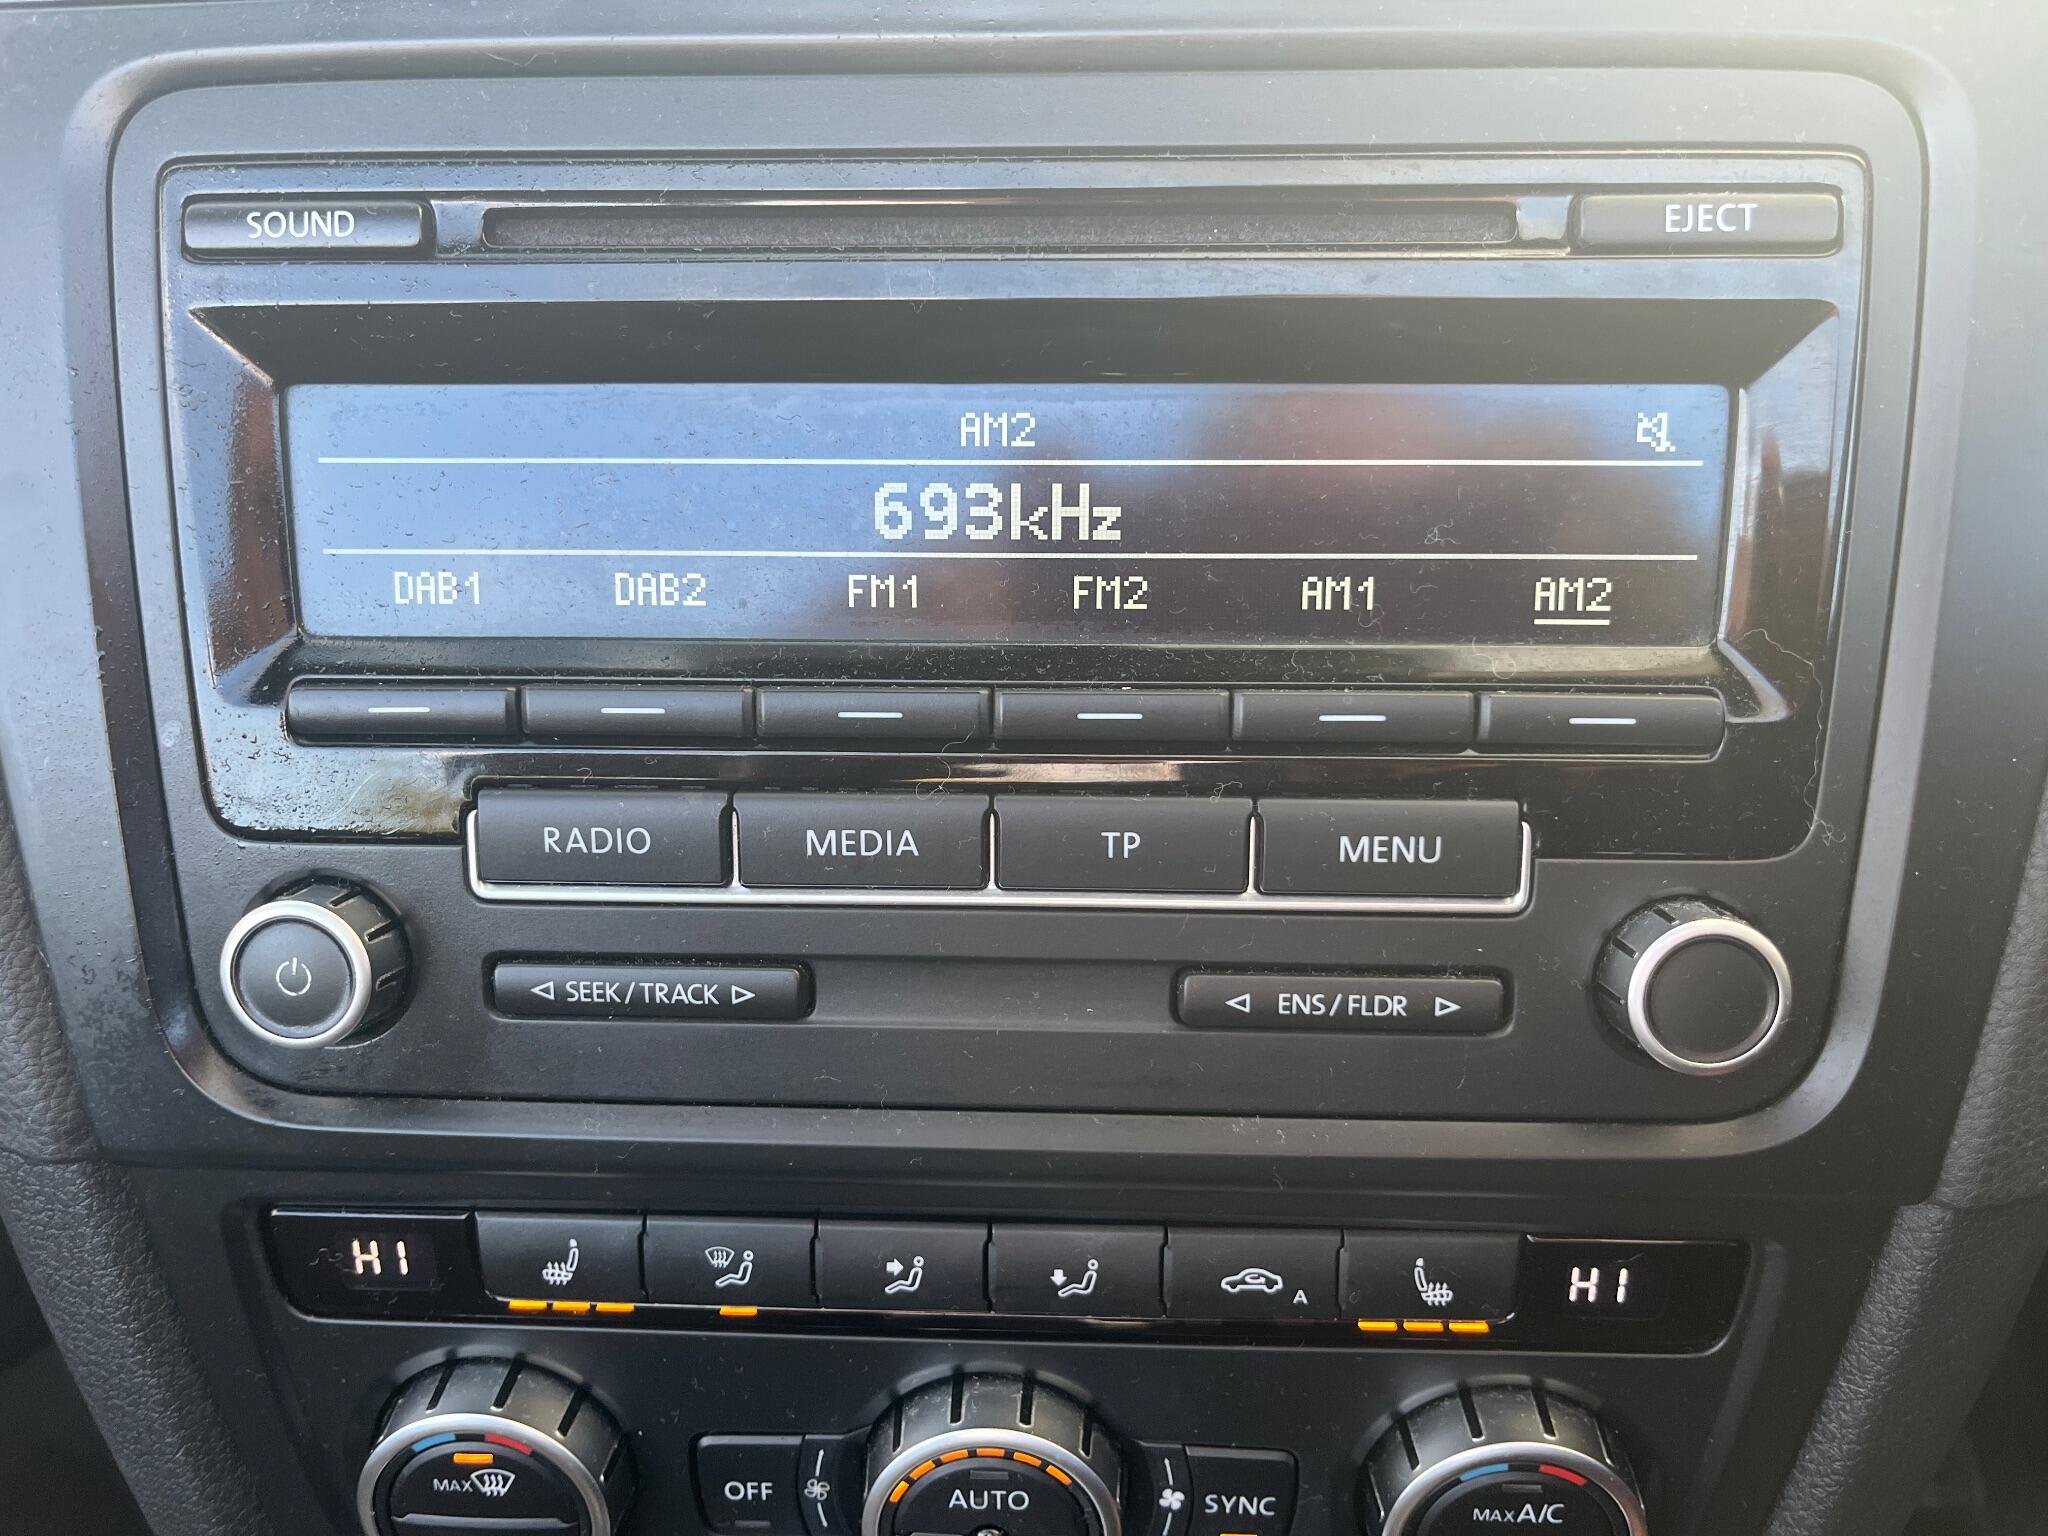 SOUND
EJECT
AM2
693kHz
DAB1 DAB2 FM1 FM2 AM1 AM2
RADIO MEDIA TP MENU
SEEK / TRACK
ENS / FLDR
HI
A
HI
MAX
OFF
AUTO
SYNC
MAX A/C